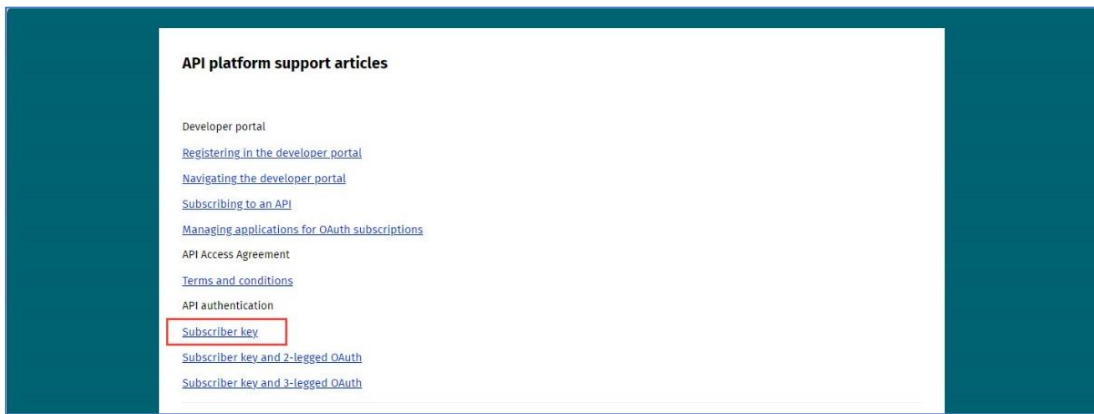 API platform support articles
Developer portal
Registering in the developer portal
Navigating the developer portal
Subscribing to an API
Managing applications for OAuth subscriptions
API Access Agreement
Terms and conditions
API authentication
Subscriber key
Subscriber key and 2-legged OAuth
Subscriber key and 3-legged OAuth